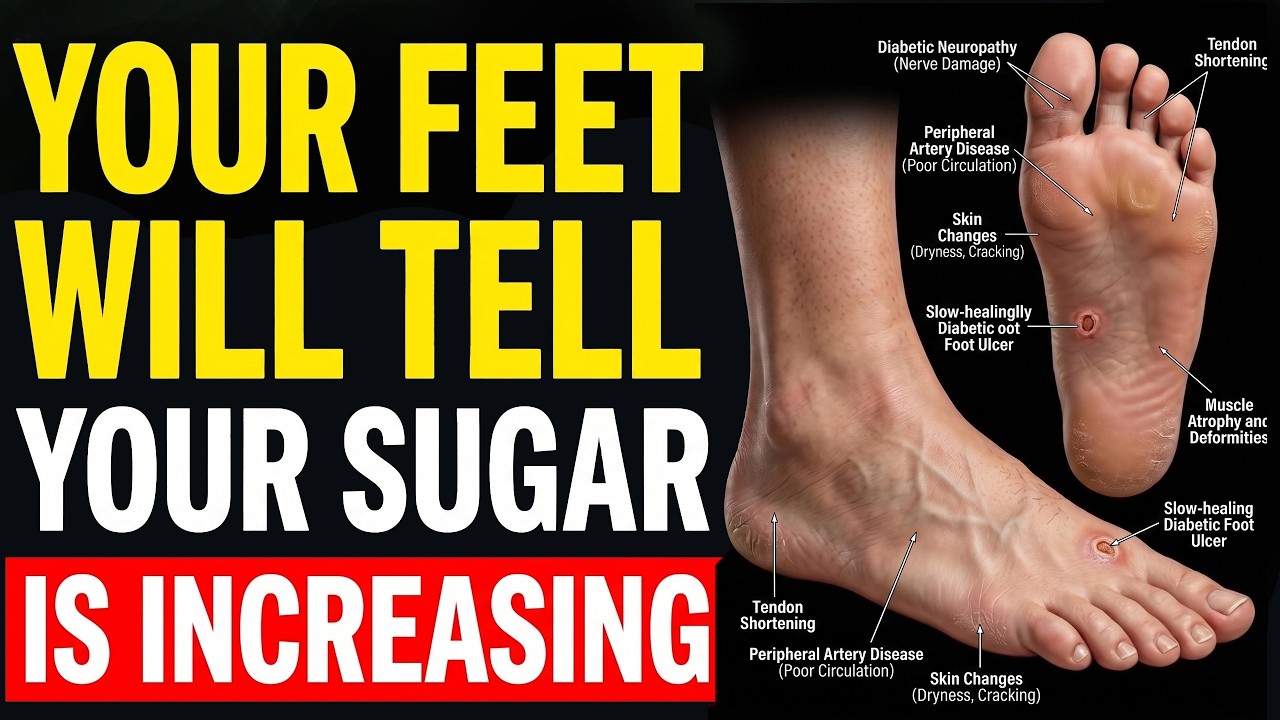 YOUR FEET
WILL TELL
YOUR SUGAR
IS INCREASING
Diabetic Neuropathy
(Nerve Damage)
Tendon
Shortening
Peripheral
Artery Disease
(Poor Circulation)
Skin
Changes
(Dryness, Cracking)
Slow-healinglly
Diabetic oot
Foot Ulcer
Muscle
Atrophy and
Deformities
Slow-healing
Diabetic Foot
Ulcer
Tendon
Shortening
Peripheral Artery Disease
(Poor Circulation)
Skin Changes
(Dryness, Cracking)